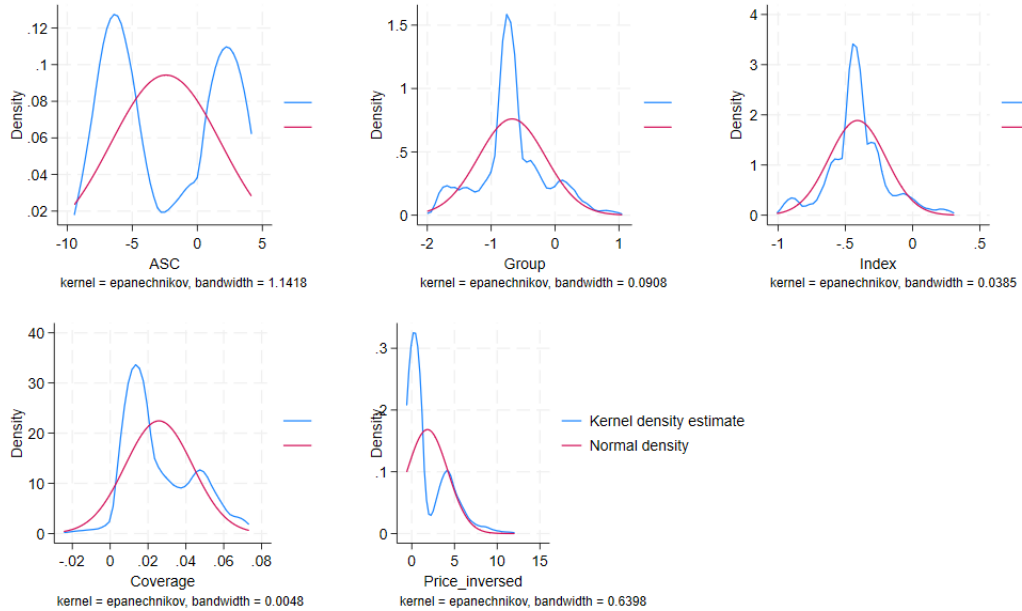 Density
.12
.1
.08
.06
.04
.02
-10
-5
0
5
ASC
kernel = epanechnikov, bandwidth = 1.1418
Density
1.5
1
.5
0
-2
-1
0
1
Group
kernel = epanechnikov, bandwidth = 0.0908
Density
4
3
2
1
0
-1
-.5
0
.5
Index
kernel = epanechnikov, bandwidth = 0.0385
Density
40
30
20
10
0
-.02
0
.02
.04
.06
.08
Coverage
kernel = epanechnikov, bandwidth = 0.0048
Density
.3
.2
.1
0
0
5
10
15
Price_inversed
kernel = epanechnikov, bandwidth = 0.6398
Kernel density estimate
Normal density